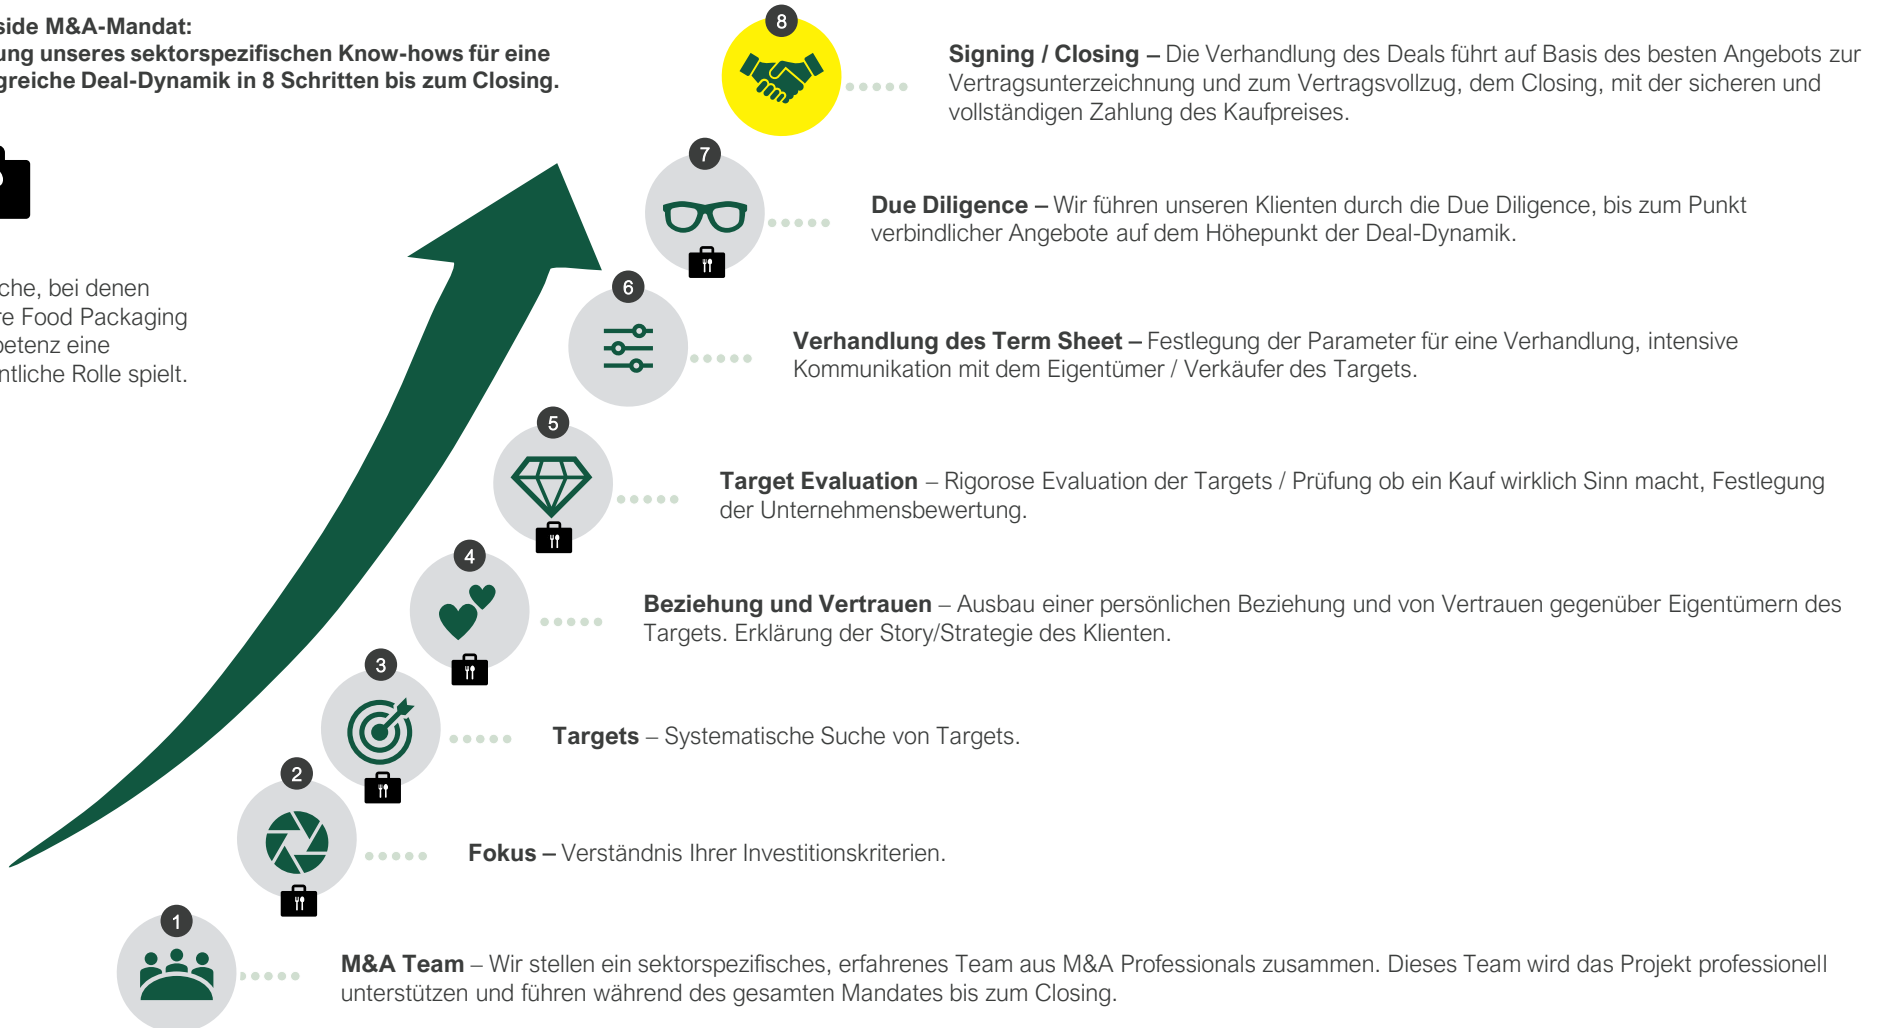 side M&A-Mandat:
ung unseres sektorspezifischen Know-hows für eine
greiche Deal-Dynamik in 8 Schritten bis zum Closing.
che, bei denen
re Food Packaging
petenz eine
ntliche Rolle spielt.
8
Signing / Closing – Die Verhandlung des Deals führt auf Basis des besten Angebots zur
Vertragsunterzeichnung und zum Vertragsvollzug, dem Closing, mit der sicheren und
vollständigen Zahlung des Kaufpreises.
7
Due Diligence – Wir führen unseren Klienten durch die Due Diligence, bis zum Punkt
verbindlicher Angebote auf dem Höhepunkt der Deal-Dynamik.
6
Verhandlung des Term Sheet – Festlegung der Parameter für eine Verhandlung, intensive
Kommunikation mit dem Eigentümer / Verkäufer des Targets.
5
Target Evaluation – Rigorose Evaluation der Targets / Prüfung ob ein Kauf wirklich Sinn macht, Festlegung
der Unternehmensbewertung.
4
Beziehung und Vertrauen – Ausbau einer persönlichen Beziehung und von Vertrauen gegenüber Eigentümern des
Targets. Erklärung der Story/Strategie des Klienten.
3
Targets – Systematische Suche von Targets.
2
Fokus – Verständnis Ihrer Investitionskriterien.
1
M&A Team – Wir stellen ein sektorspezifisches, erfahrenes Team aus M&A Professionals zusammen. Dieses Team wird das Projekt professionell
unterstützen und führen während des gesamten Mandates bis zum Closing.